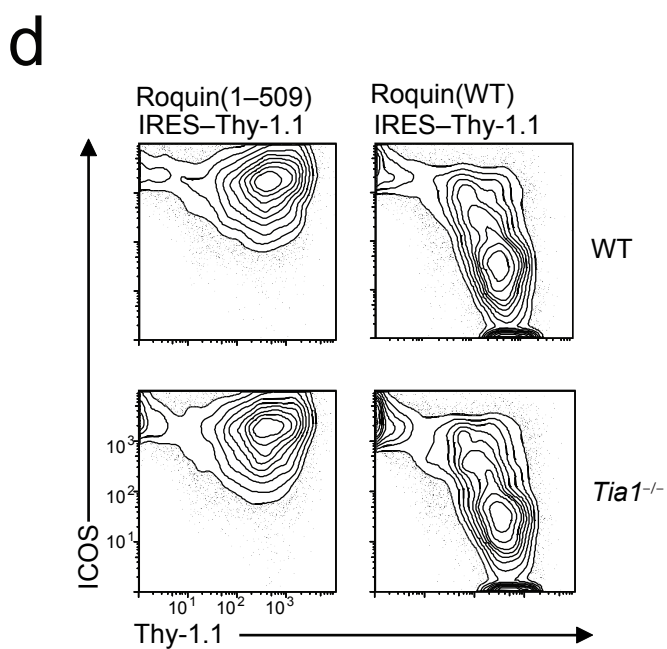 d
Roquin(1–509)
IRES–Thy-1.1
Roquin(WT)
IRES–Thy-1.1
WT
Tia1–/–
10³
10²
10¹
ICOS
10¹ 10² 10³
Thy-1.1